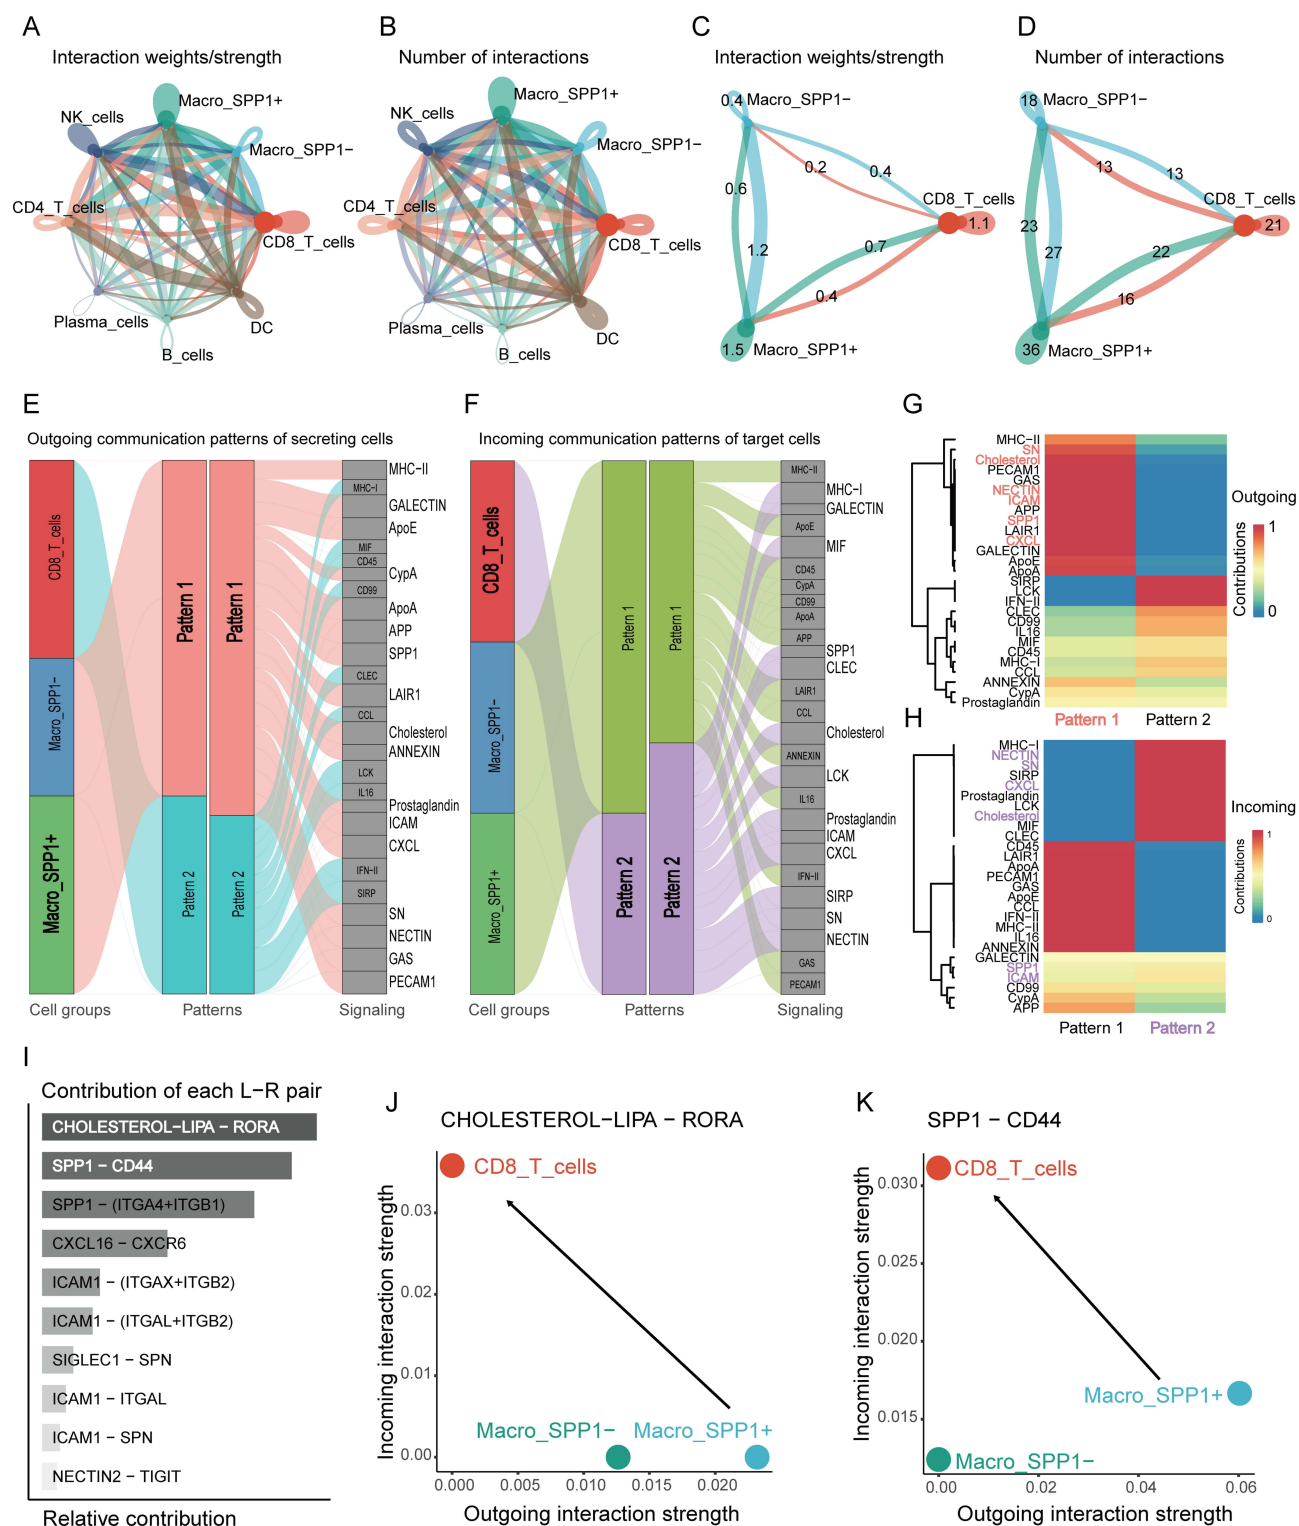 A
Interaction weights/strength
Macro_SPP1+
NK_cells
Macro_SPP1−
CD4_T_cells
CD8_T_cells
Plasma_cells
DC
B_cells
B
Number of interactions
Macro_SPP1+
NK_cells
Macro_SPP1−
CD4_T_cells
CD8_T_cells
Plasma_cells
DC
B_cells
C
Interaction weights/strength
0.4
Macro_SPP1−
0.2
0.4
0.6
CD8_T_cells
1.1
1.2
0.7
0.4
1.5
Macro_SPP1+
D
Number of interactions
18
Macro_SPP1−
13
13
CD8_T_cells
23
21
27
22
16
36
Macro_SPP1+
E
Outgoing communication patterns of secreting cells
CD8_T_cells
Macro_SPP1−
Macro_SPP1+
Pattern 1
Pattern 2
Pattern 1
Pattern 2
MHC−II
MHC−I
GALECTIN
ApoE
MIF
CD45
CypA
CD99
ApoA
APP
SPP1
CLEC
LAIR1
CCL
Cholesterol
ANNEXIN
LCK
IL16
Prostaglandin
ICAM
CXCL
IFN−II
SIRP
SN
NECTIN
GAS
PECAM1
Cell groups
Patterns
Signaling
F
Incoming communication patterns of target cells
CD8_T_cells
Macro_SPP1−
Macro_SPP1+
Pattern 1
Pattern 2
Pattern 1
Pattern 2
MHC−II
MHC−I
GALECTIN
ApoE
MIF
CD45
CypA
CD99
ApoA
APP
SPP1
CLEC
LAIR1
CCL
Cholesterol
ANNEXIN
LCK
IL16
Prostaglandin
ICAM
CXCL
IFN−II
SIRP
SN
NECTIN
GAS
PECAM1
Cell groups
Patterns
Signaling
G
MHC−II
SN
Cholesterol
PECAM1
GAS
NECTIN
ICAM
APP
SPP1
LAIR1
CXCL
GALECTIN
ApoE
ApoA
SIRP
LCK
IFN−II
CLEC
CD99
IL16
MIF
CD45
MHC−I
CCL
ANNEXIN
CypA
Prostaglandin
Pattern 1
Pattern 2
Outgoing
Contributions
1
0
H
MHC−I
NECTIN
SN
SIRP
CXCL
Prostaglandin
LCK
Cholesterol
MIF
CLEC
CD45
LAIR1
ApoA
PECAM1
GAS
ApoE
CCL
IFN−II
MHC−II
IL16
ANNEXIN
GALECTIN
SPP1
ICAM
CD99
CypA
APP
Pattern 1
Pattern 2
Incoming
Contributions
1
0
I
Contribution of each L−R pair
CHOLESTEROL−LIPA − RORA
SPP1 − CD44
SPP1 − (ITGA4+ITGB1)
CXCL16 − CXCR6
ICAM1 − (ITGAX+ITGB2)
ICAM1 − (ITGAL+ITGB2)
SIGLEC1 − SPN
ICAM1 − ITGAL
ICAM1 − SPN
NECTIN2 − TIGIT
Relative contribution
J
CHOLESTEROL−LIPA − RORA
CD8_T_cells
Macro_SPP1−
Macro_SPP1+
Incoming interaction strength
0.03
0.02
0.01
0.00
0.000
0.005
0.010
0.015
0.020
Outgoing interaction strength
K
SPP1 − CD44
CD8_T_cells
Macro_SPP1+
Macro_SPP1−
Incoming interaction strength
0.030
0.025
0.020
0.015
0.00
0.02
0.04
0.06
Outgoing interaction strength